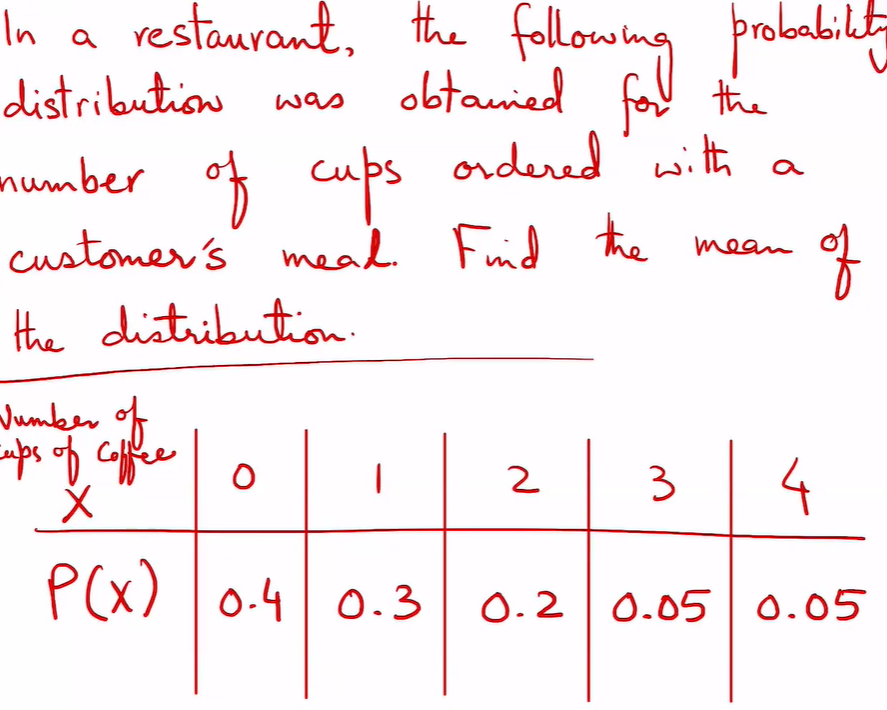 In a restaurant, the following probability
distribution was obtained for the
number of cups ordered with a
customer's meal. Find the mean of
the distribution.
Number of
cups of Coffee
X 0 1 2 3 4
P(X) 0.4 0.3 0.2 0.05 0.05